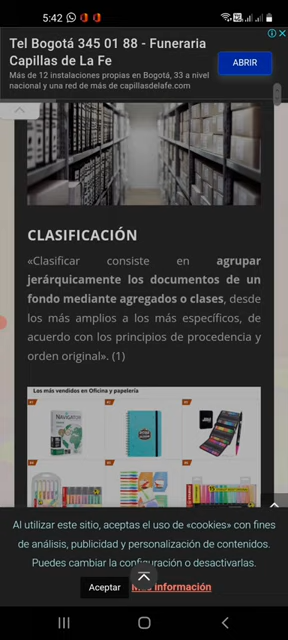 5:42
Tel Bogotá 345 01 88 - Funeraria
Capillas de La Fe
Más de 12 instalaciones propias en Bogotá, 33 a nivel
nacional y una red de más de capillasdelafe.com
ABRIR
CLASIFICACIÓN
«Clasificar consiste en agrupar
jerárquicamente los documentos de un
fondo mediante agregados o clases, desde
los más amplios a los más específicos, de
acuerdo con los principios de procedencia y
orden original». (1)
Los más vendidos en Oficina y papelería
NAVIGATOR
Al utilizar este sitio, aceptas el uso de «cookies» con fines
de análisis, publicidad y personalización de contenidos.
Puedes cambiar la configuración o desactivarlas.
Aceptar
Más información